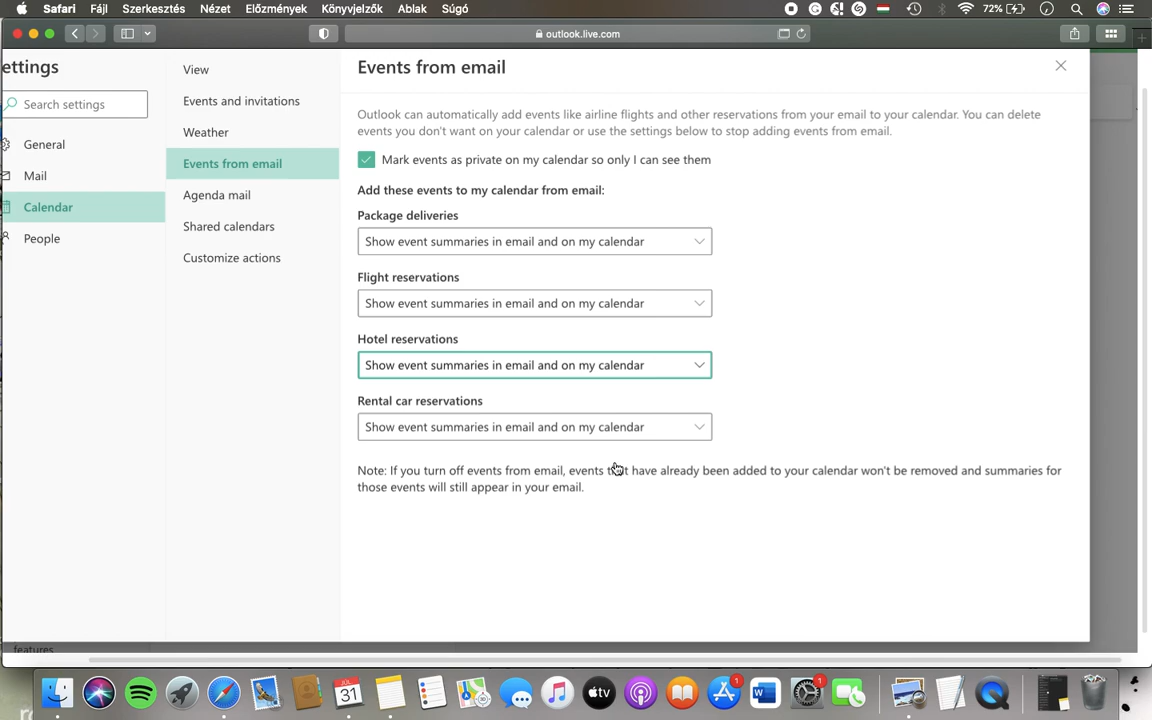 Safari Fájl Szerkesztés Nézet Előzmények Könyvjelzők Ablak Súgó 72%
outlook.live.com
ettings
Search settings
General
Mail
Calendar
People
View
Events and invitations
Weather
Events from email
Agenda mail
Shared calendars
Customize actions
Events from email
Outlook can automatically add events like airline flights and other reservations from your email to your calendar. You can delete
events you don't want on your calendar or use the settings below to stop adding events from email.
Mark events as private on my calendar so only I can see them
Add these events to my calendar from email:
Package deliveries
Show event summaries in email and on my calendar
Flight reservations
Show event summaries in email and on my calendar
Hotel reservations
Show event summaries in email and on my calendar
Rental car reservations
Show event summaries in email and on my calendar
Note: If you turn off events from email, events that have already been added to your calendar won't be removed and summaries for
those events will still appear in your email.
features
JUL
31
tv
1
W
1